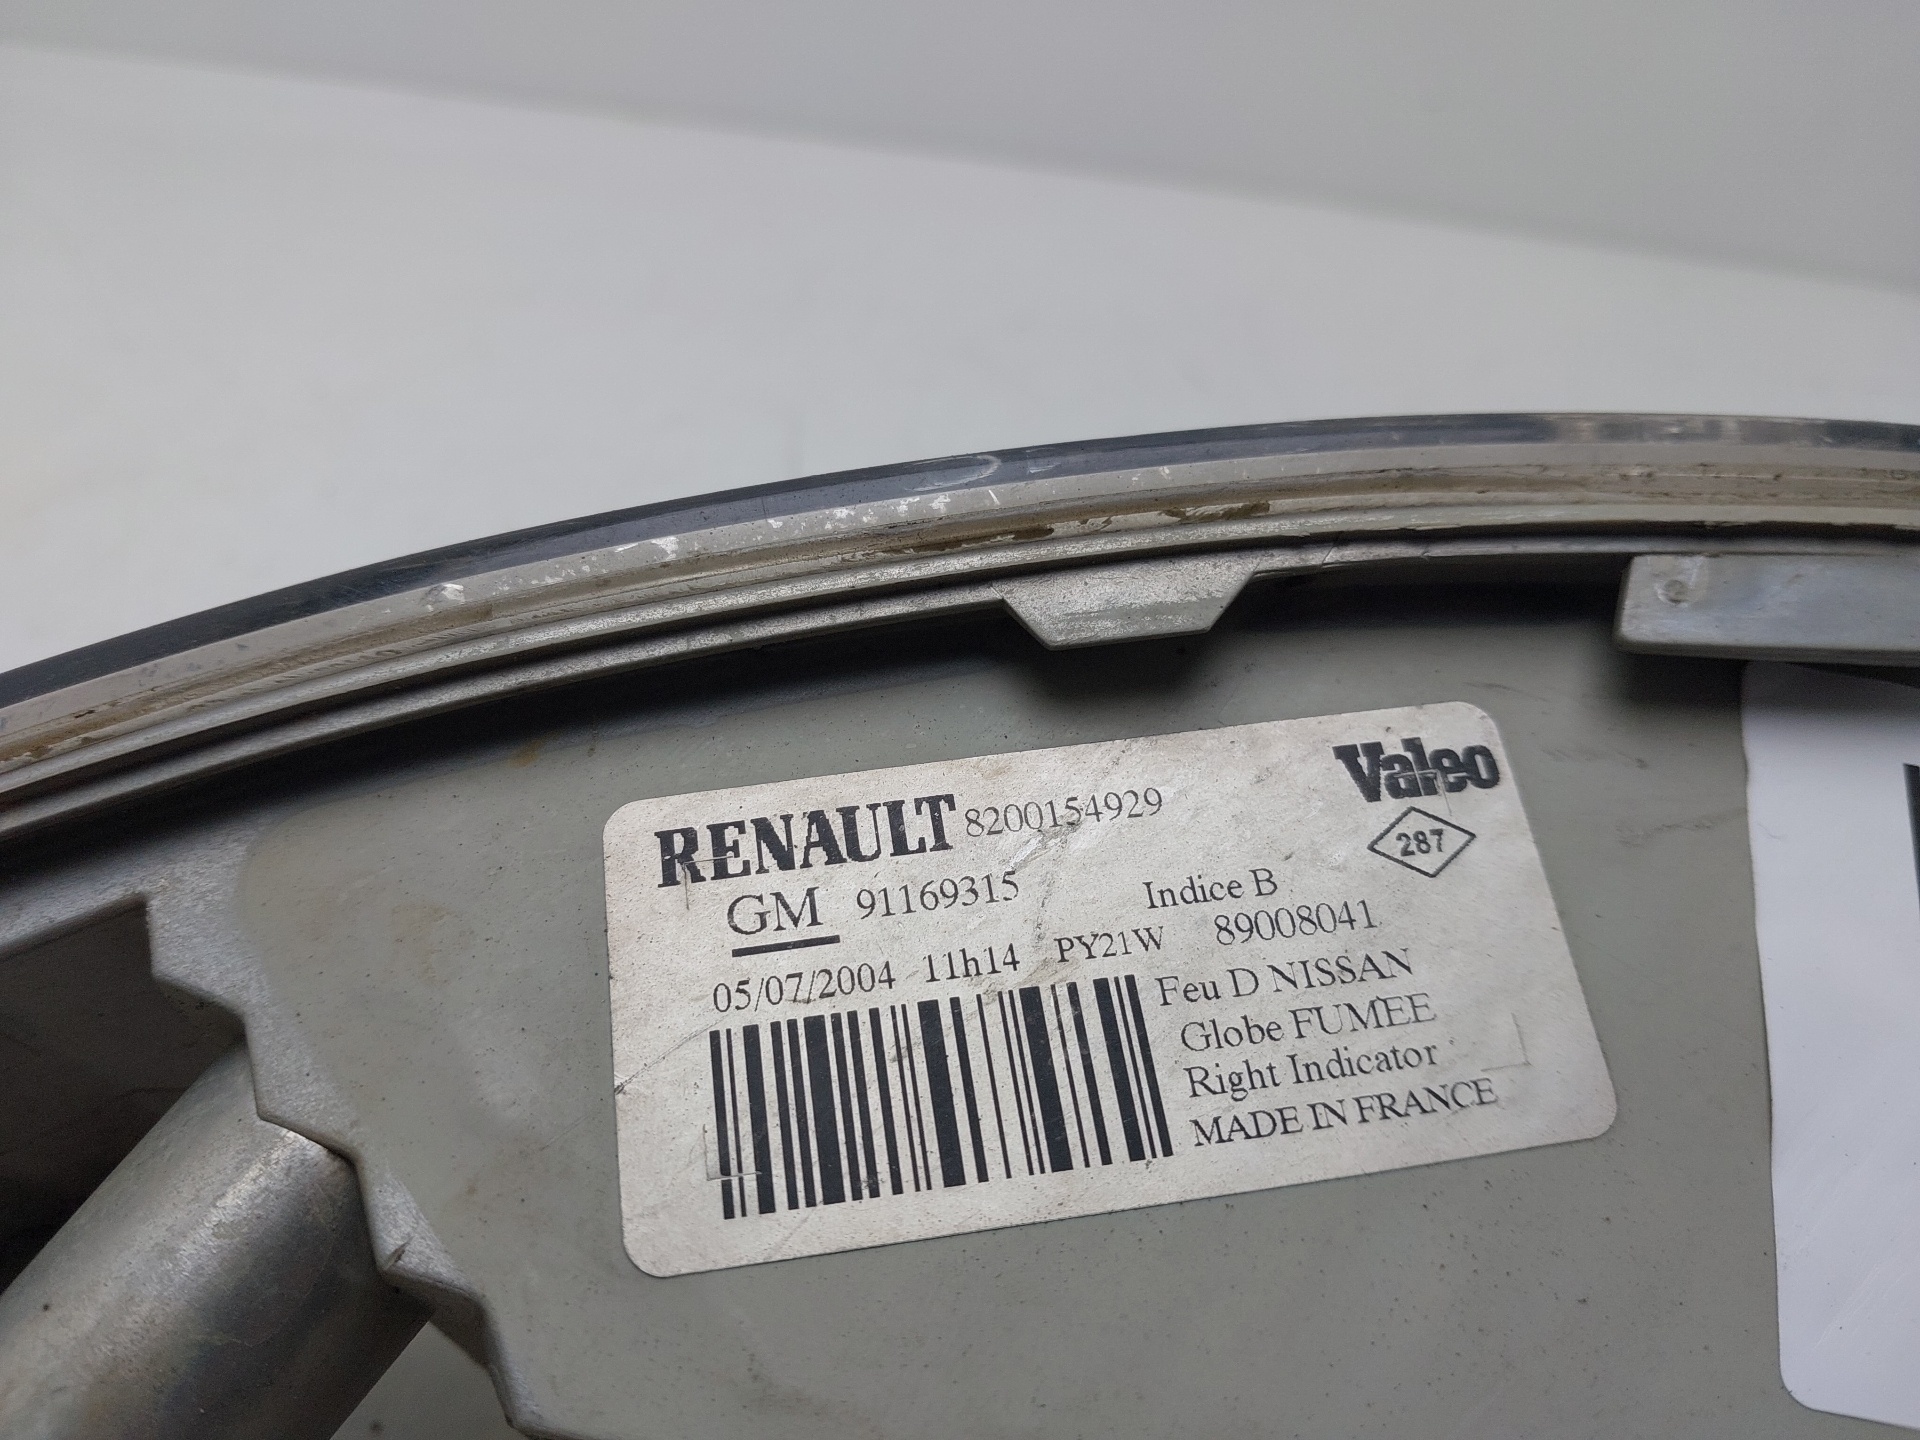 RENAULT 8200154929 Valeo
287
GM 91169315 Indice B
05/07/2004 11h14 PY21W 89008041
Feu D NISSAN
Globe FUMEE
Right Indicator
MADE IN FRANCE